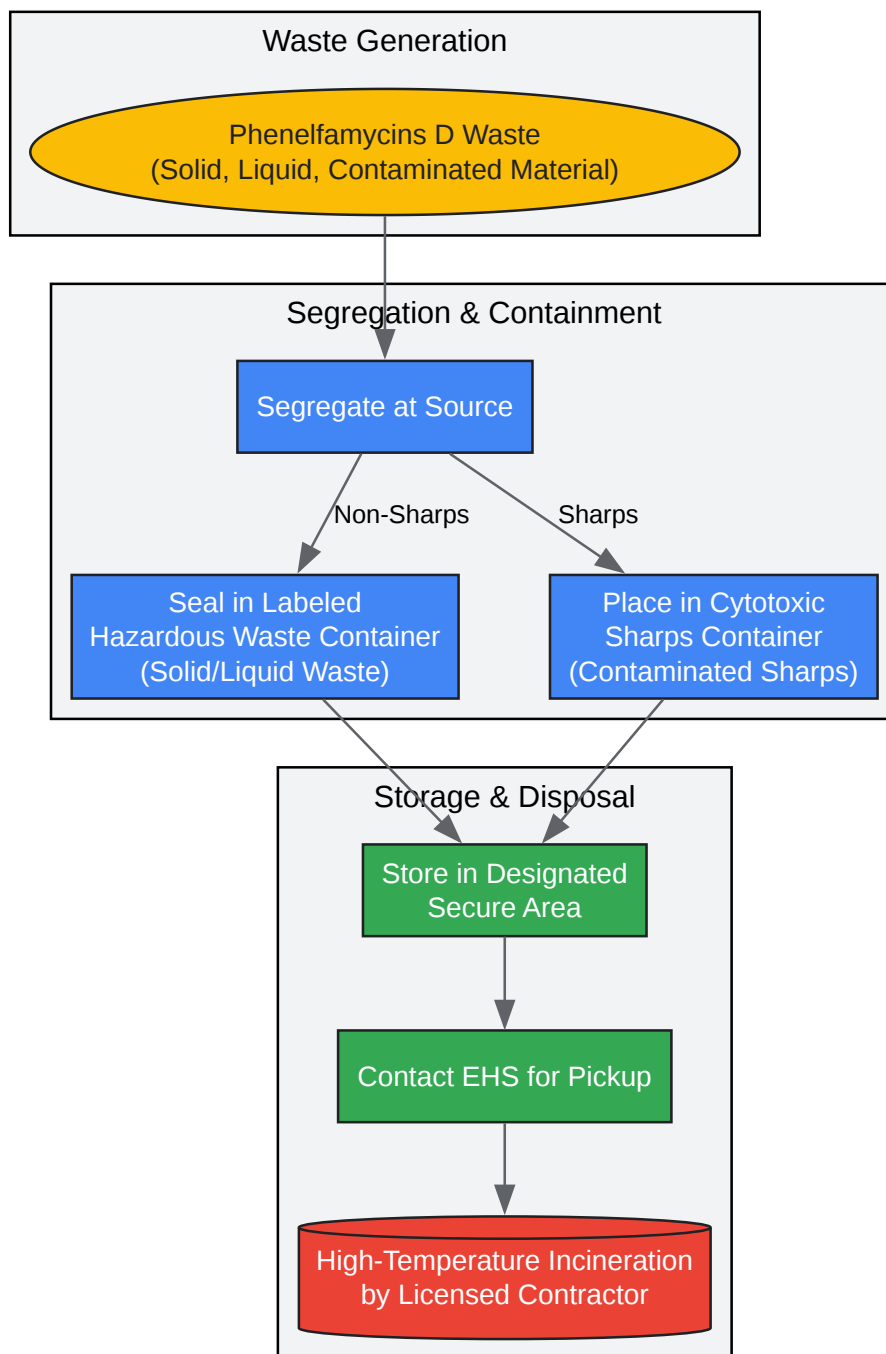 Waste Generation
Phenelfamycins D Waste
(Solid, Liquid, Contaminated Material)
Segregation & Containment
Segregate at Source
Non-Sharps
Sharps
Seal in Labeled
Hazardous Waste Container
(Solid/Liquid Waste)
Place in Cytotoxic
Sharps Container
(Contaminated Sharps)
Storage & Disposal
Store in Designated
Secure Area
Contact EHS for Pickup
High-Temperature Incineration
by Licensed Contractor